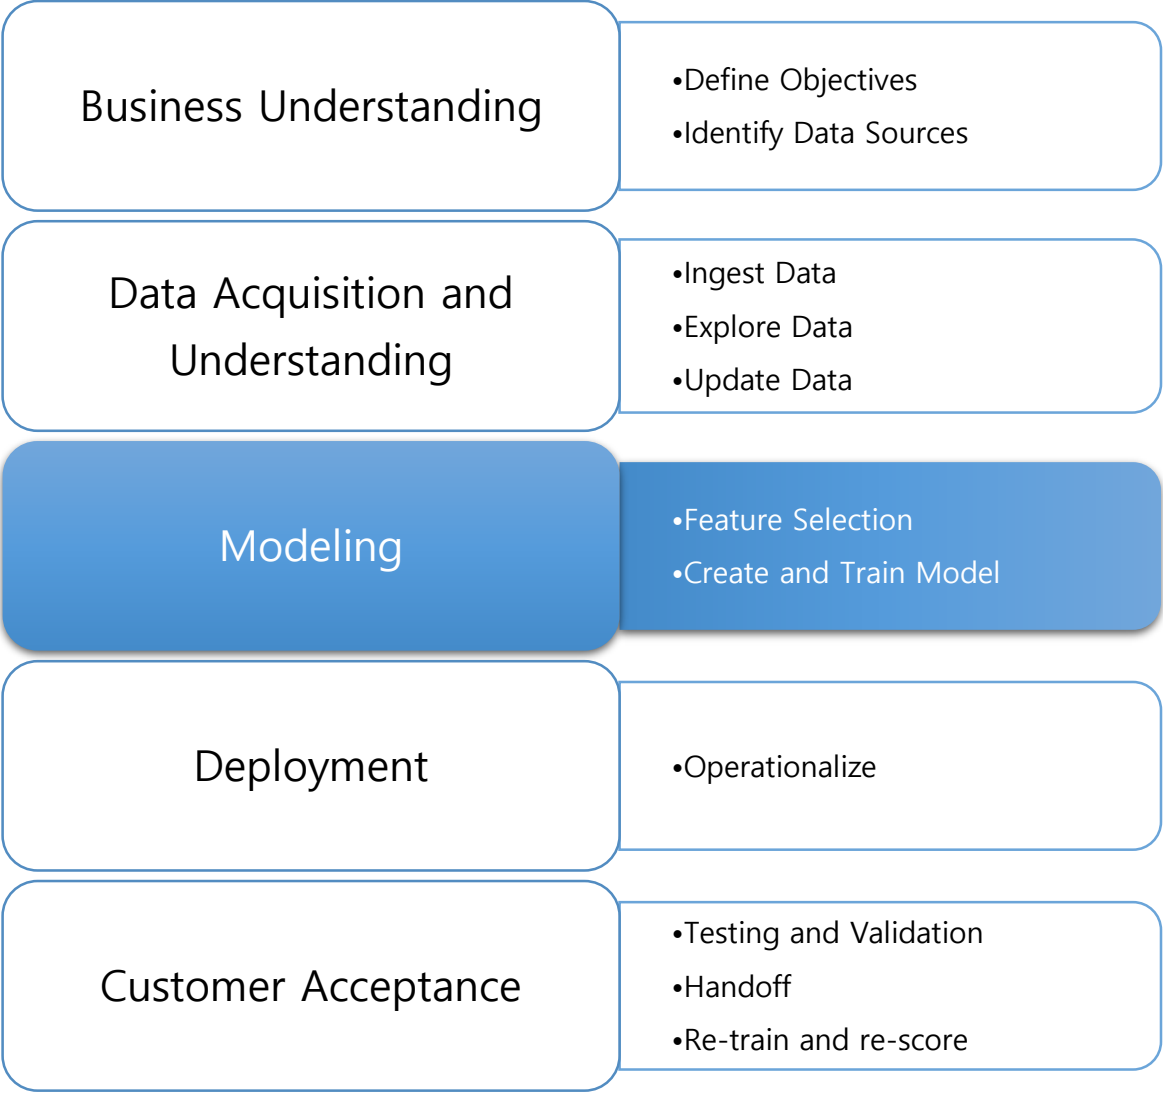 Business Understanding
•Define Objectives
•Identify Data Sources
Data Acquisition and
Understanding
•Ingest Data
•Explore Data
•Update Data
Modeling
•Feature Selection
•Create and Train Model
Deployment
•Operationalize
Customer Acceptance
•Testing and Validation
•Handoff
•Re-train and re-score